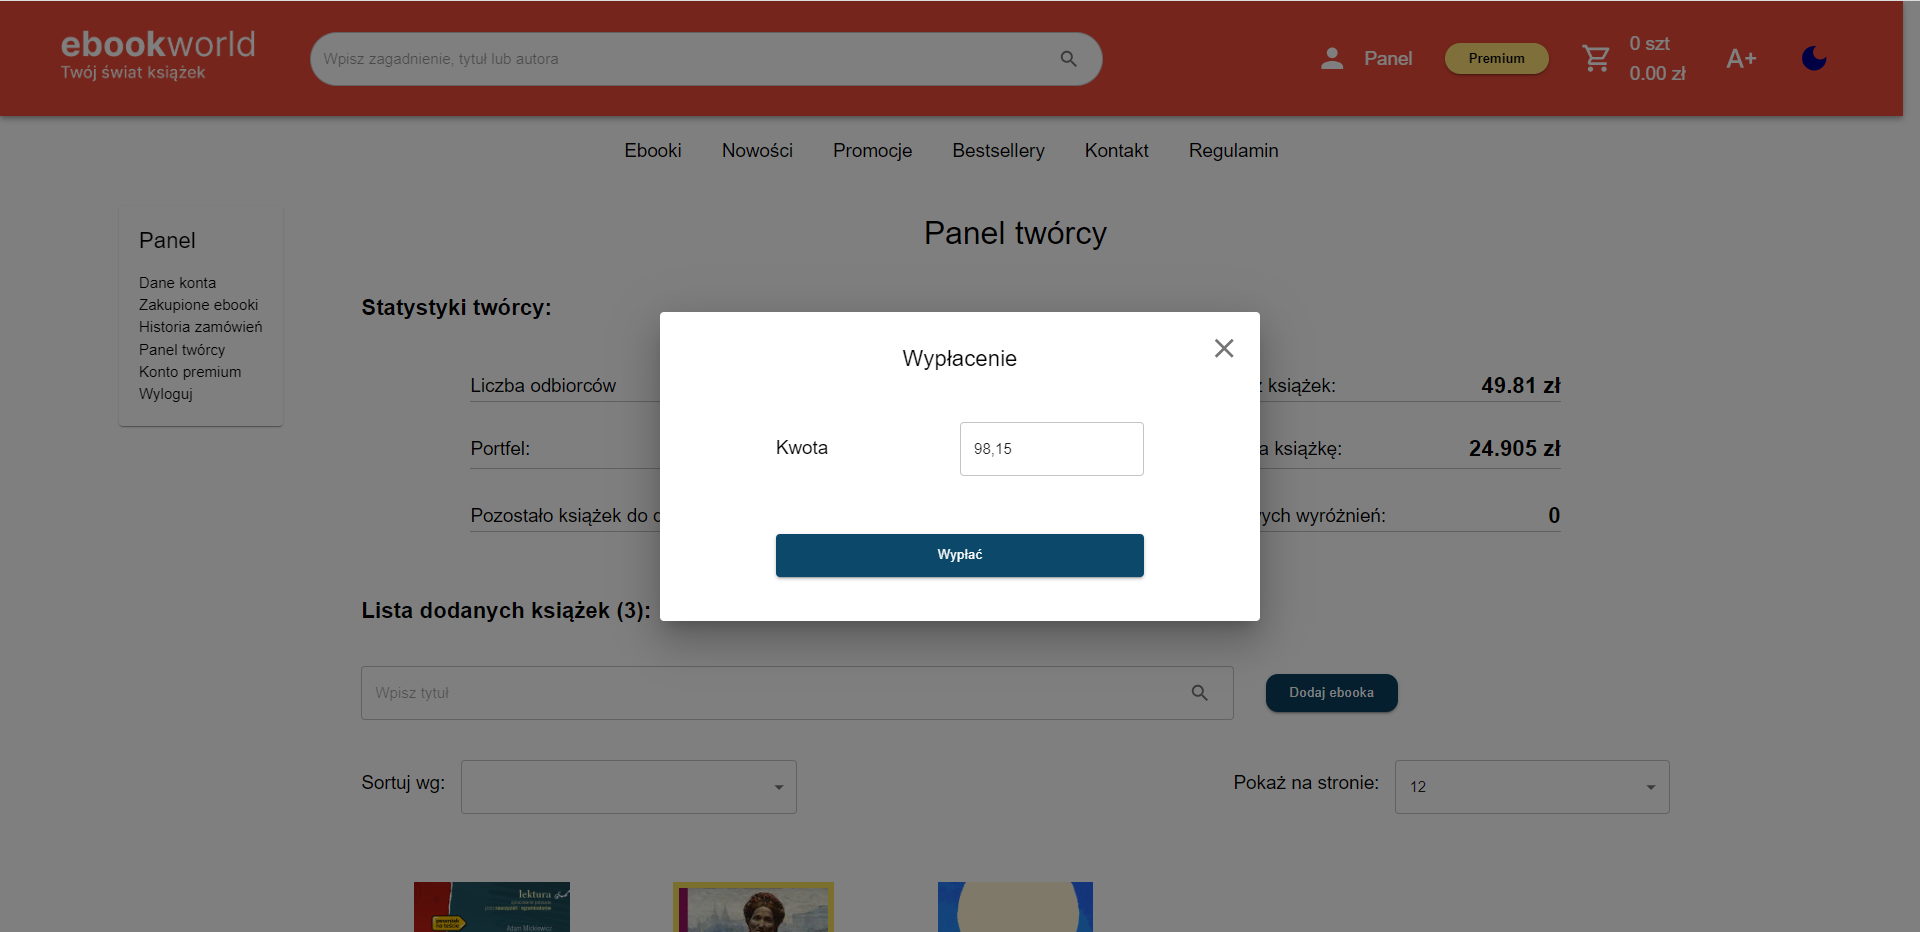 ebookworld
Twój świat książek
Wpisz zagadnienie, tytuł lub autora
Panel
Premium
0 szt
0.00 zł
A+
Ebooki
Nowości
Promocje
Bestsellery
Kontakt
Regulamin
Panel
Dane konta
Zakupione ebooki
Historia zamówień
Panel twórcy
Konto premium
Wyloguj
Panel twórcy
Statystyki twórcy:
Liczba odbiorców
książek: 49.81 zł
Portfel:
książkę: 24.905 zł
Pozostało książek do
wyróżnień: 0
Wypłacenie
Kwota
98,15
Wypłać
Lista dodanych książek (3):
Wpisz tytuł
Dodaj ebooka
Sortuj wg:
Pokaż na stronie: 12
lektura
Adam Mickiewicz